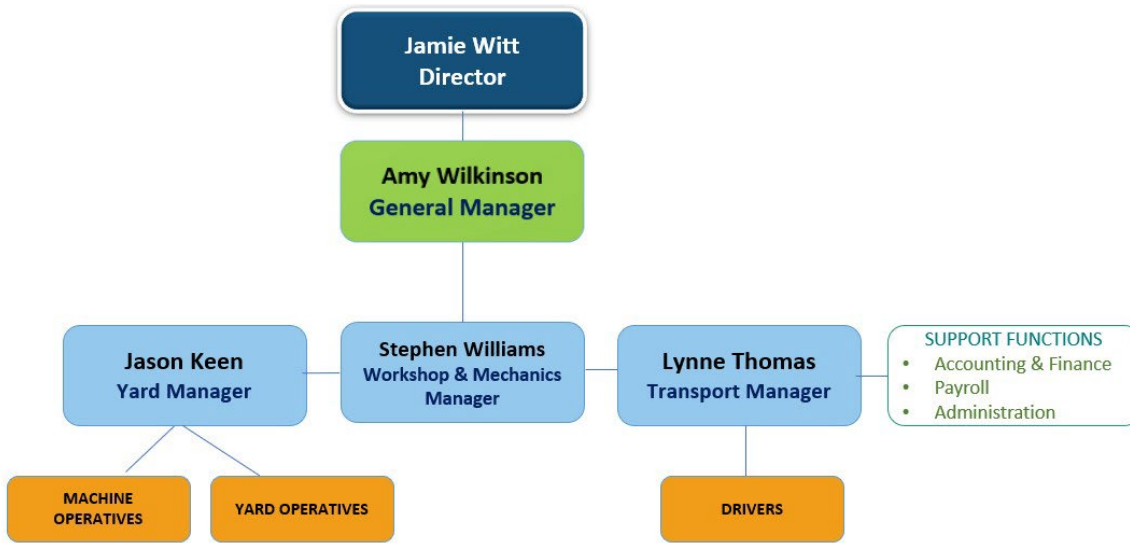 Jamie Witt
Director
Amy Wilkinson
General Manager
Jason Keen
Yard Manager
Stephen Williams
Workshop & Mechanics
Manager
Lynne Thomas
Transport Manager
SUPPORT FUNCTIONS
• Accounting & Finance
• Payroll
• Administration
MACHINE
OPERATIVES
YARD OPERATIVES
DRIVERS